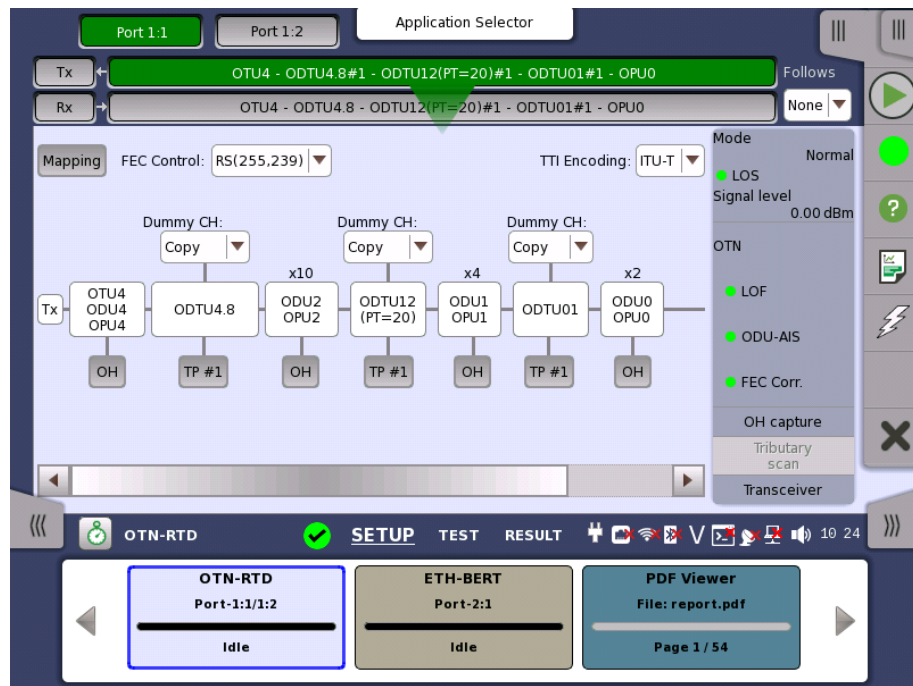 Port 1:1
Port 1:2
Application Selector
Tx
OTU4 - ODTU4.8#1 - ODTU12(PT=20)#1 - ODTU01#1 - OPU0
Follows
Rx
OTU4 - ODTU4.8 - ODTU12(PT=20)#1 - ODTU01#1 - OPU0
None
Mapping
FEC Control:
RS(255,239)
TTI Encoding:
ITU-T
Mode
Normal
LOS
Signal level
0.00 dBm
OTN
LOF
ODU-AIS
FEC Corr.
OH capture
Tributary
scan
Transceiver
Dummy CH:
Dummy CH:
Dummy CH:
Copy
Copy
Copy
x10
x4
x2
Tx
OTU4
ODU4
OPU4
ODTU4.8
ODU2
OPU2
ODTU12
(PT=20)
ODU1
OPU1
ODTU01
ODU0
OPU0
OH
TP #1
OH
TP #1
OH
TP #1
OH
OTN-RTD
SETUP
TEST
RESULT
V
10 24
OTN-RTD
Port-1:1/1:2
Idle
ETH-BERT
Port-2:1
Idle
PDF Viewer
File: report.pdf
Page 1 / 54